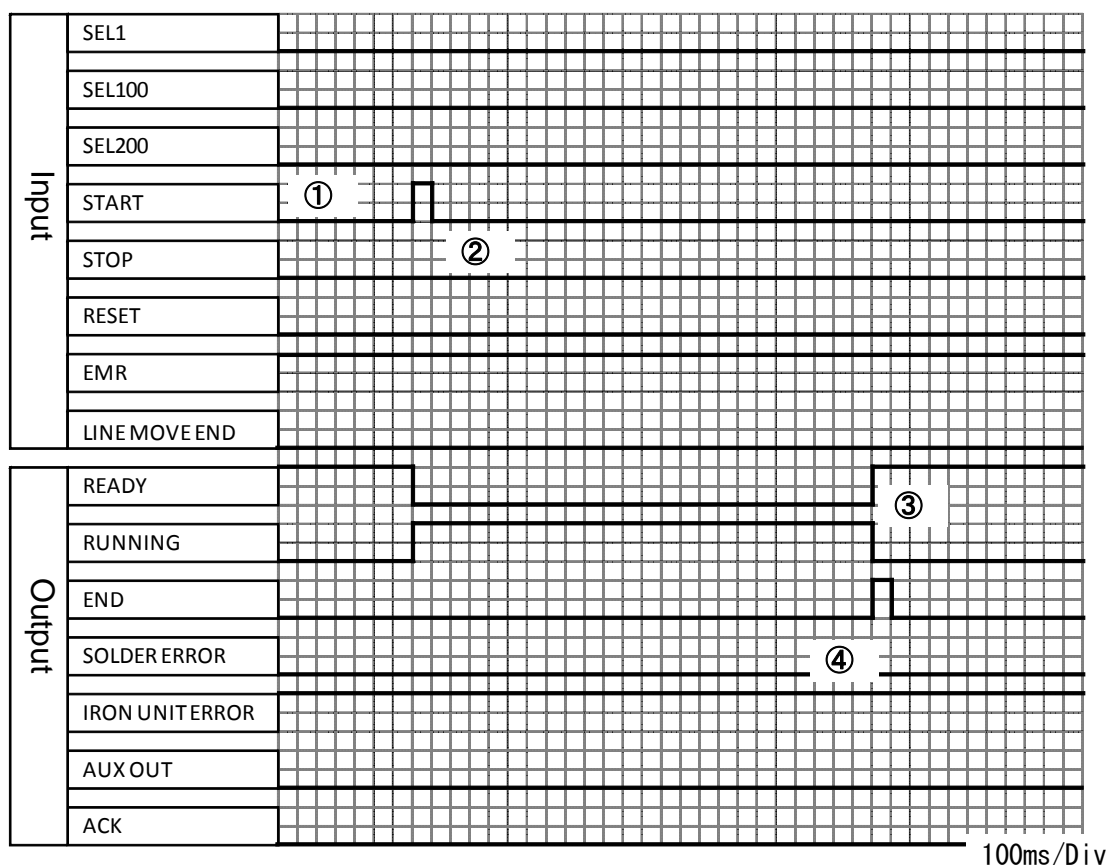 Input
SEL1
SEL100
SEL200
START
①
STOP
②
RESET
EMR
LINE MOVE END
Output
READY
③
RUNNING
END
SOLDER ERROR
④
IRON UNIT ERROR
AUX OUT
ACK
100ms/Div